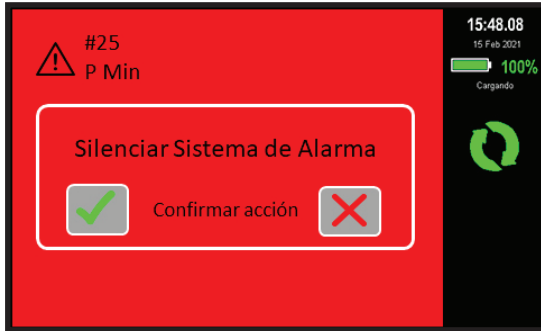 #25
P Min
Silenciar Sistema de Alarma
Confirmar acción
15:48.08
15 Feb 2021
100%
Cargando